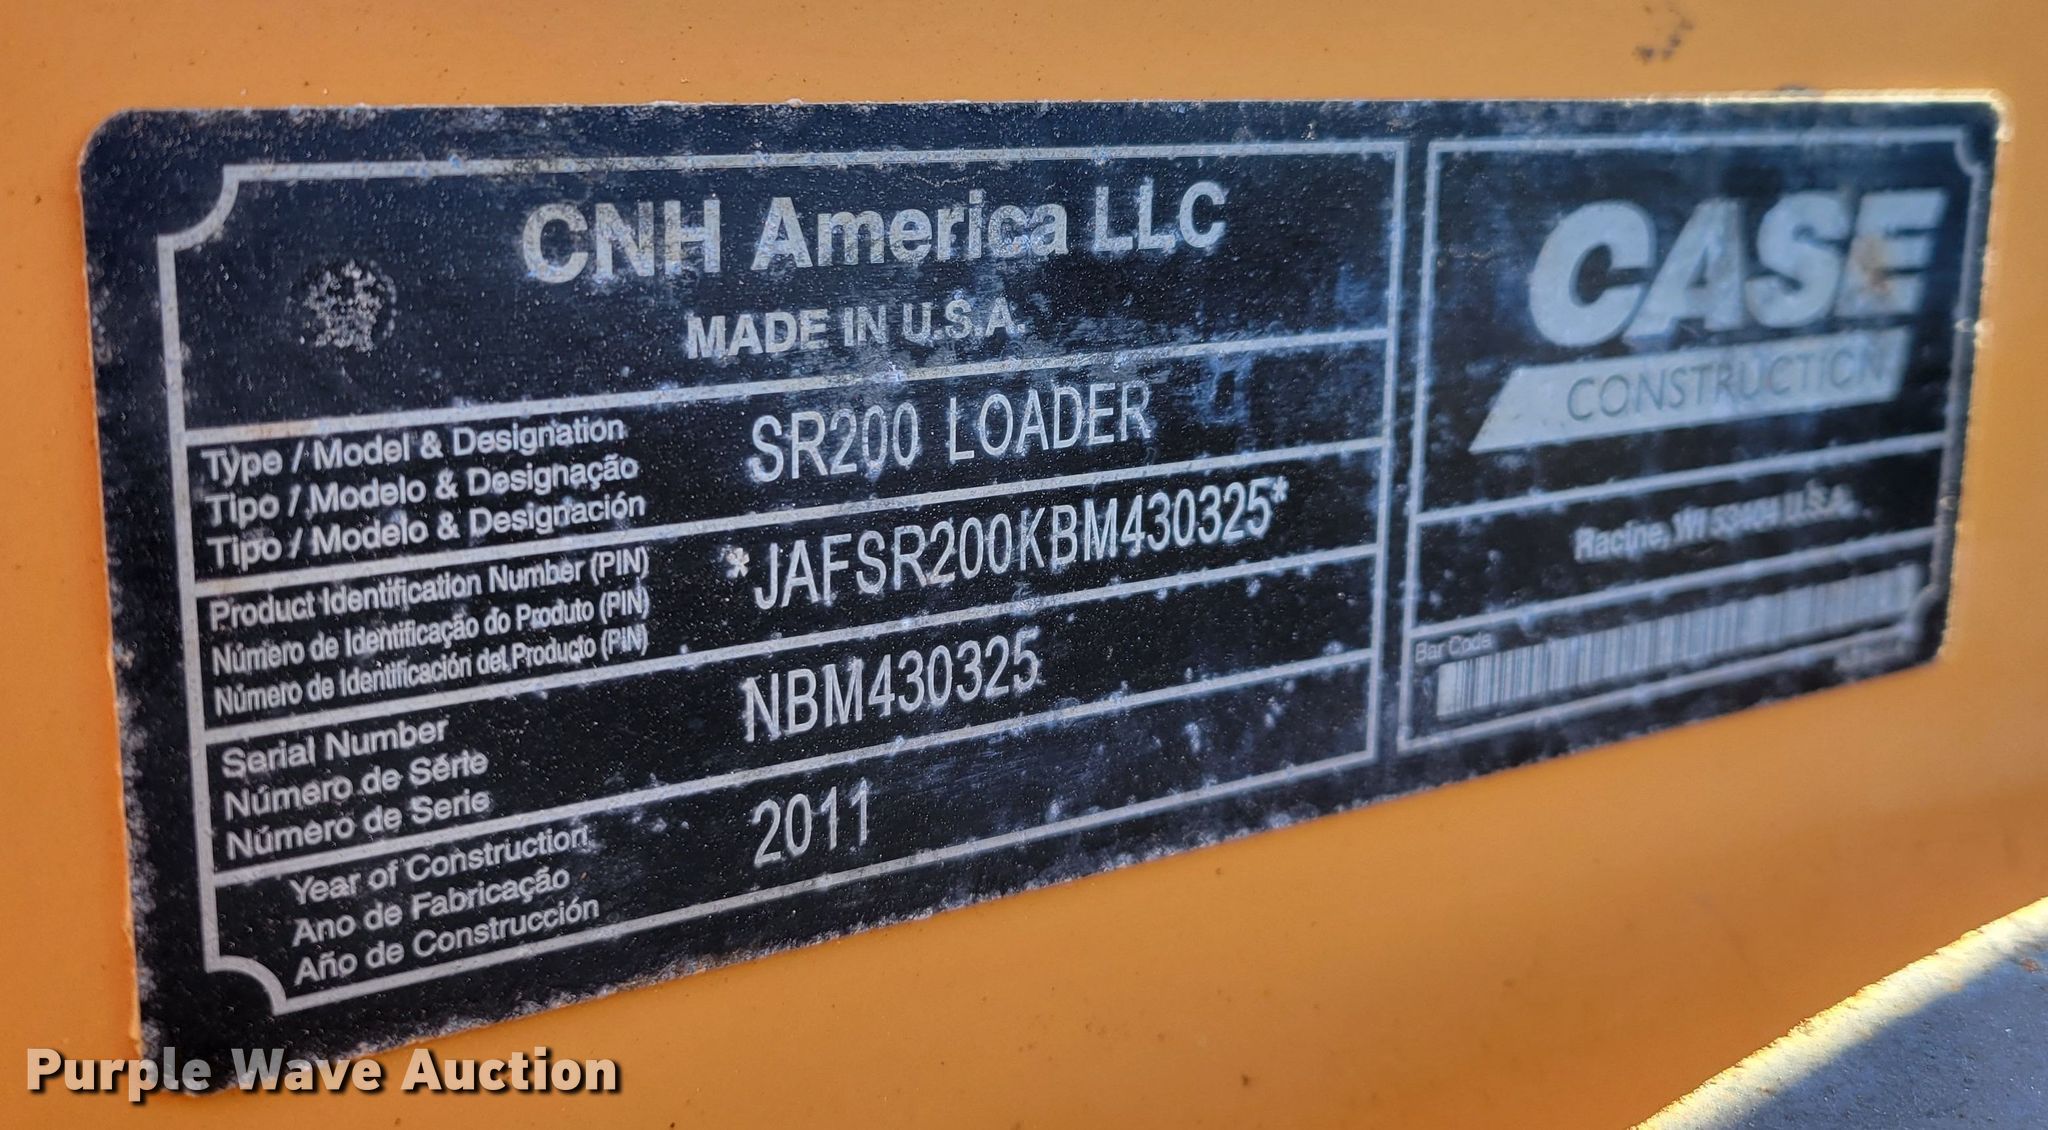 CNH America LLC
MADE IN U.S.A.
Type / Model & Designation
Tipo / Modelo & Designação
Tipo / Modelo & Designación
SR200 LOADER
Product Identification Number (PIN)
Número de Identificação do Produto (PIN)
Número de Identificación del Producto (PIN)
*JAFSR200KBM430325*
Serial Number
Número de Série
Número de Serie
NBM430325
Year of Construction
Ano de Fabricação
Año de Construcción
2011
CASE
CONSTRUCTION
Racine, WI 53404 U.S.A.
Bar Code
Purple Wave Auction